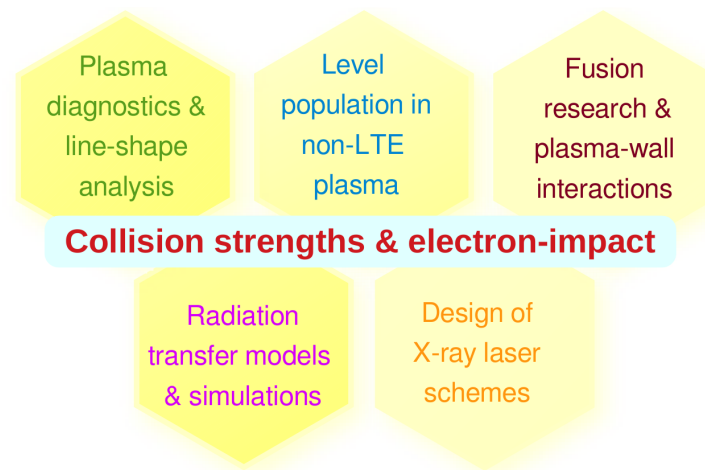 Plasma
diagnostics &
line-shape
analysis
Level
population in
non-LTE
plasma
Fusion
research &
plasma-wall
interactions
Collision strengths & electron-impact
Radiation
transfer models
& simulations
Design of
X-ray laser
schemes